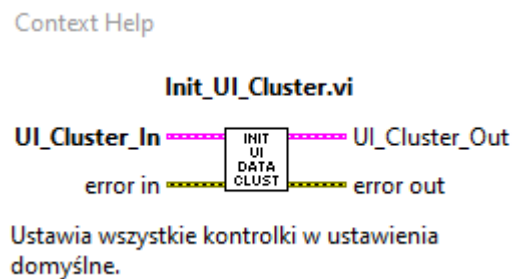 Context Help
Init_UI_Cluster.vi
UI_Cluster_In
INIT
UI
DATA
CLUST
UI_Cluster_Out
error in
error out
Ustawia wszystkie kontrolki w ustawienia
domyślne.